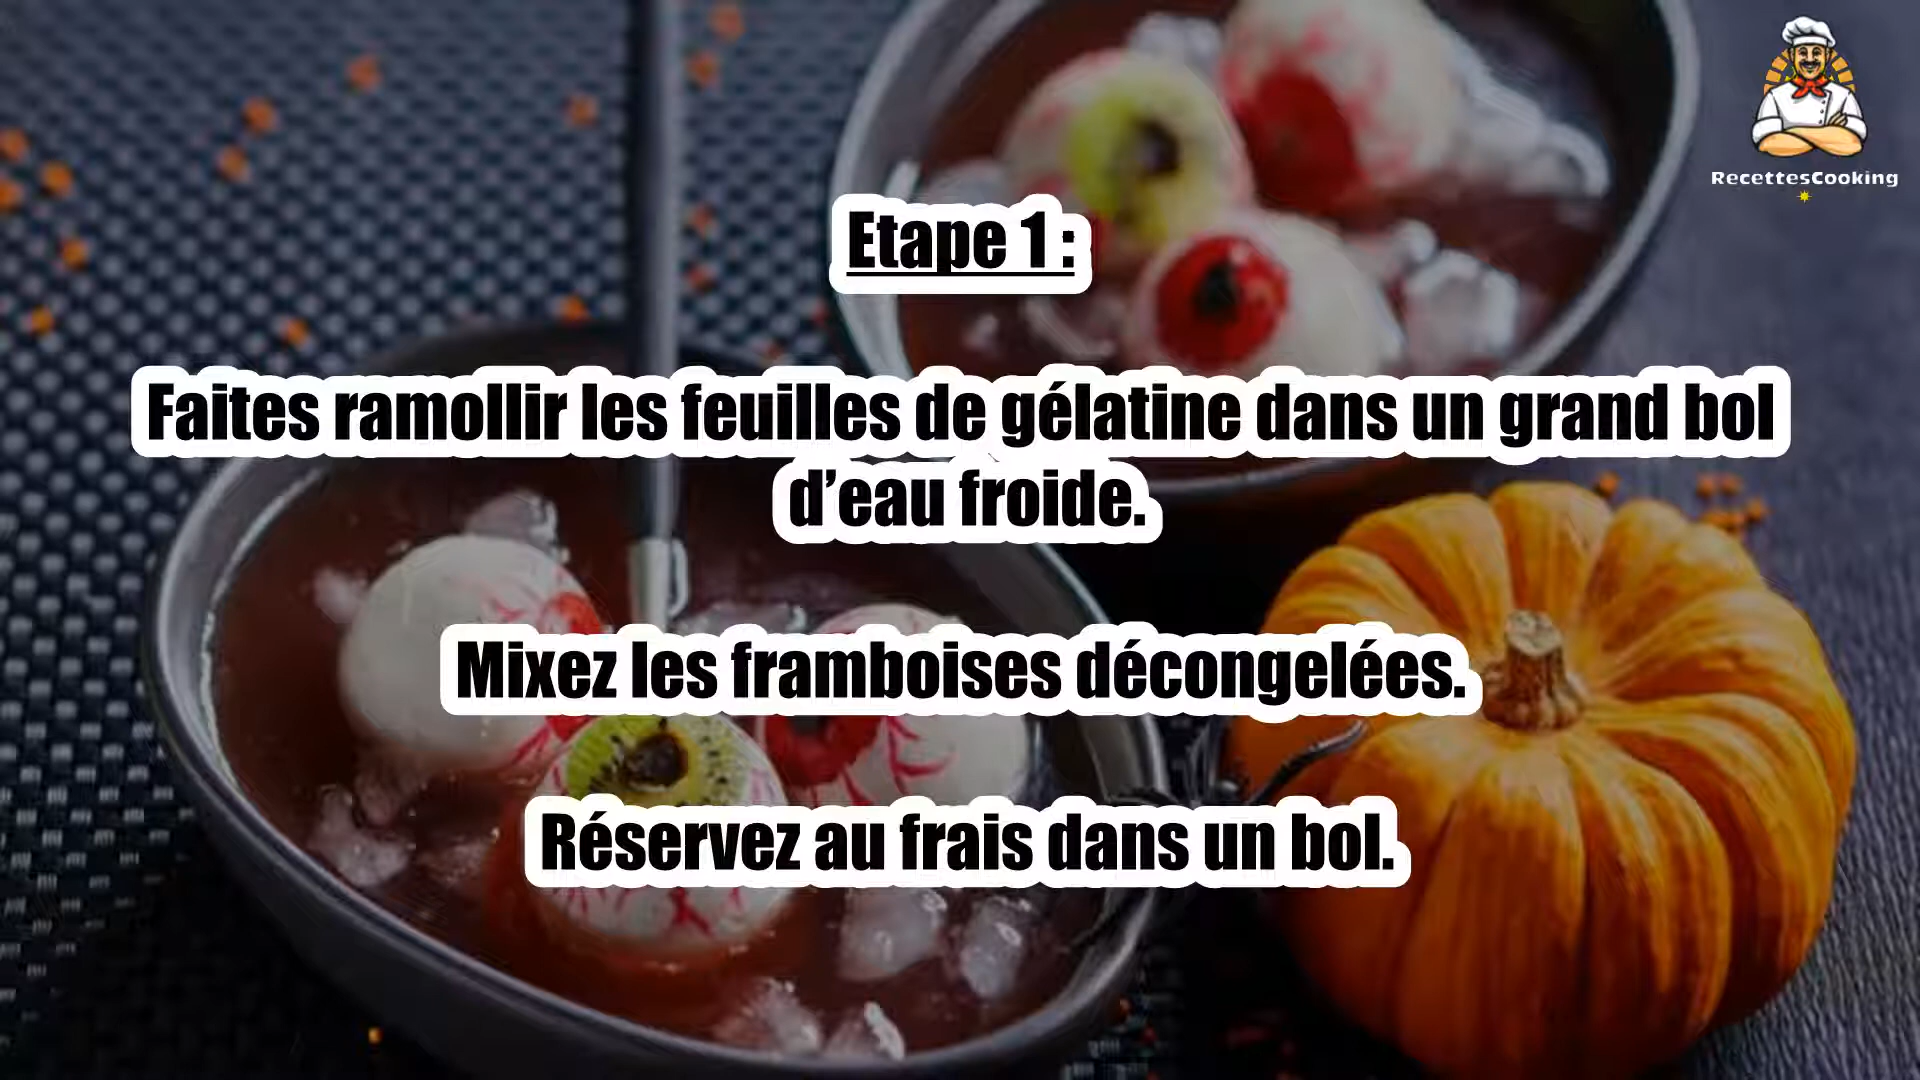 RecettesCooking
Etape 1 :
Faites ramollir les feuilles de gélatine dans un grand bol
d’eau froide.
Mixez les framboises décongelées.
Réservez au frais dans un bol.